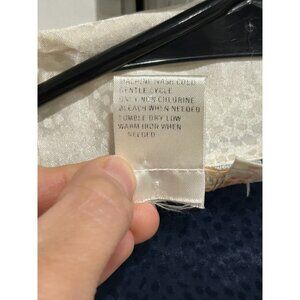 MACHINE WASH COLD
GENTLE CYCLE
ONLY NON CHLORINE
BLEACH WHEN NEEDED
TUMBLE DRY LOW
WARM IRON WHEN
NEEDED